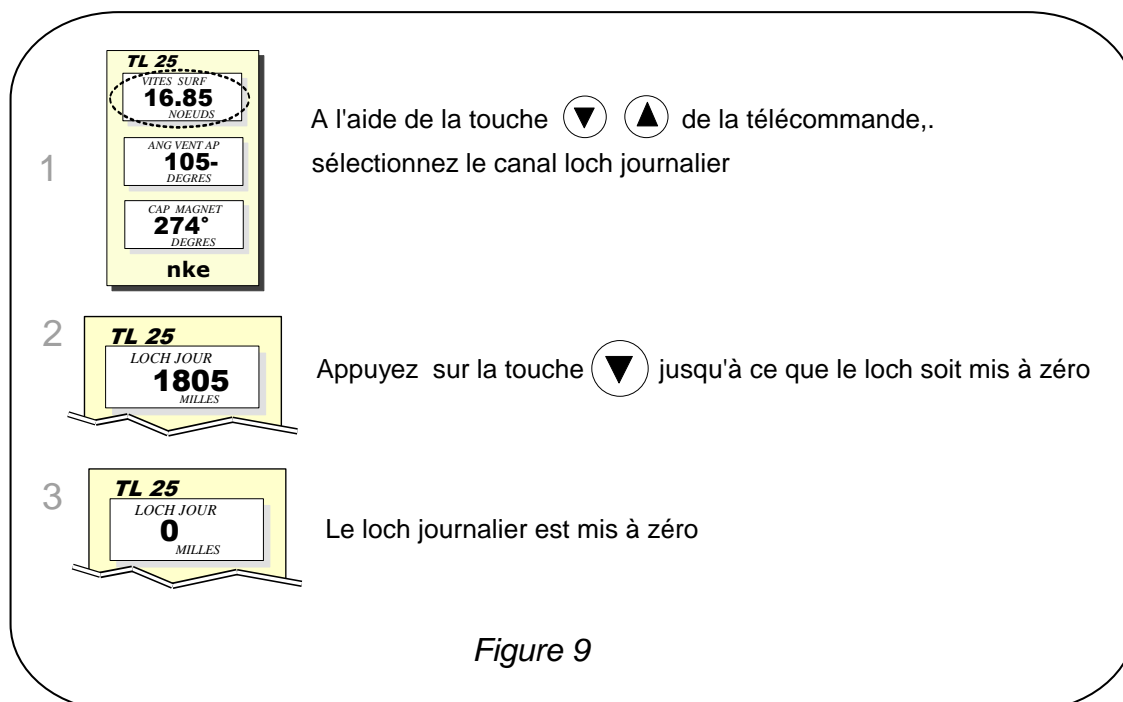 TL 25
VITES SURF
16.85
NOEUDS
ANG VENT AP
105-
DEGRES
CAP MAGNET
274°
DEGRES
nke
1
A l'aide de la touche ▼ ▲ de la télécommande,.
sélectionnez le canal loch journalier
2
TL 25
LOCH JOUR
1805
MILLES
Appuyez sur la touche ▼ jusqu'à ce que le loch soit mis à zéro
3
TL 25
LOCH JOUR
0
MILLES
Le loch journalier est mis à zéro
Figure 9